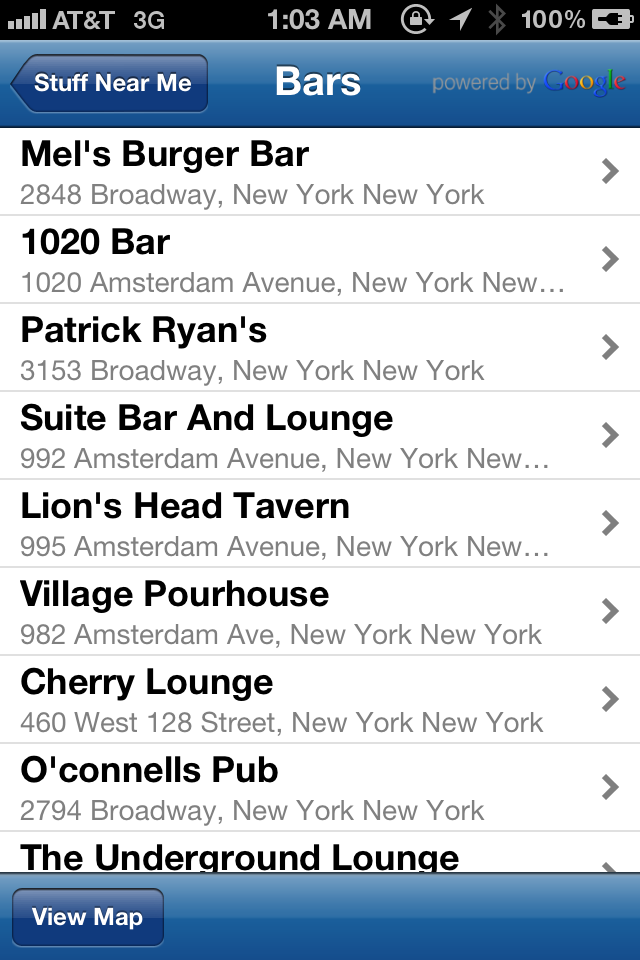 AT&T 3G 1:03 AM 100%
Stuff Near Me Bars powered by Google
Mel's Burger Bar
2848 Broadway, New York New York
1020 Bar
1020 Amsterdam Avenue, New York New…
Patrick Ryan's
3153 Broadway, New York New York
Suite Bar And Lounge
992 Amsterdam Avenue, New York New…
Lion's Head Tavern
995 Amsterdam Avenue, New York New…
Village Pourhouse
982 Amsterdam Ave, New York New York
Cherry Lounge
460 West 128 Street, New York New York
O'connells Pub
2794 Broadway, New York New York
The Underground Lounge
View Map